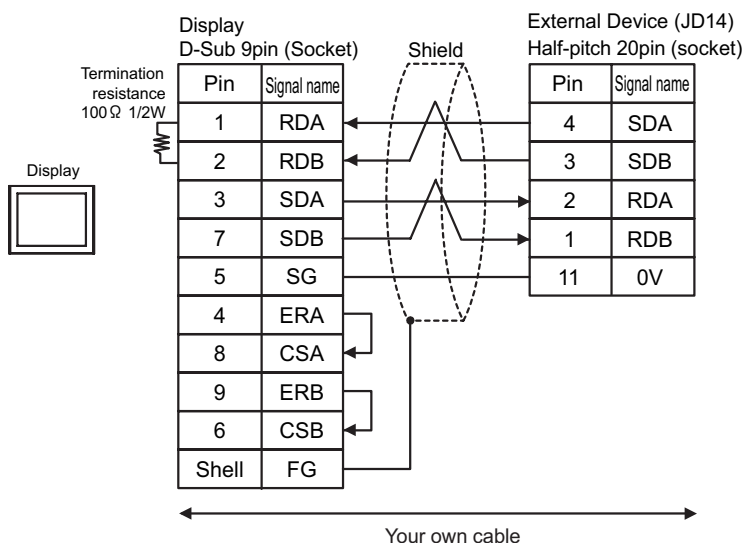 Display
D-Sub 9pin (Socket)
Shield
External Device (JD14)
Half-pitch 20pin (socket)
Termination
resistance
100Ω 1/2W
Display
Pin Signal name
1 RDA
2 RDB
3 SDA
7 SDB
5 SG
4 ERA
8 CSA
9 ERB
6 CSB
Shell FG
Pin Signal name
4 SDA
3 SDB
2 RDA
1 RDB
11 0V
Your own cable